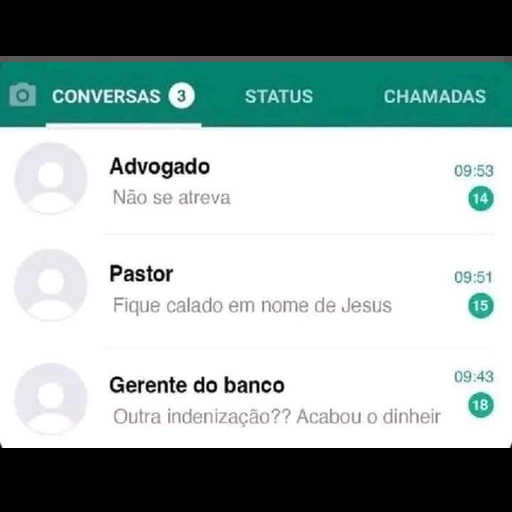 CONVERSAS 3 STATUS CHAMADAS
Advogado 09:53
Não se atreva 14
Pastor 09:51
Fique calado em nome de Jesus 15
Gerente do banco 09:43
Outra indenização?? Acabou o dinheir 18